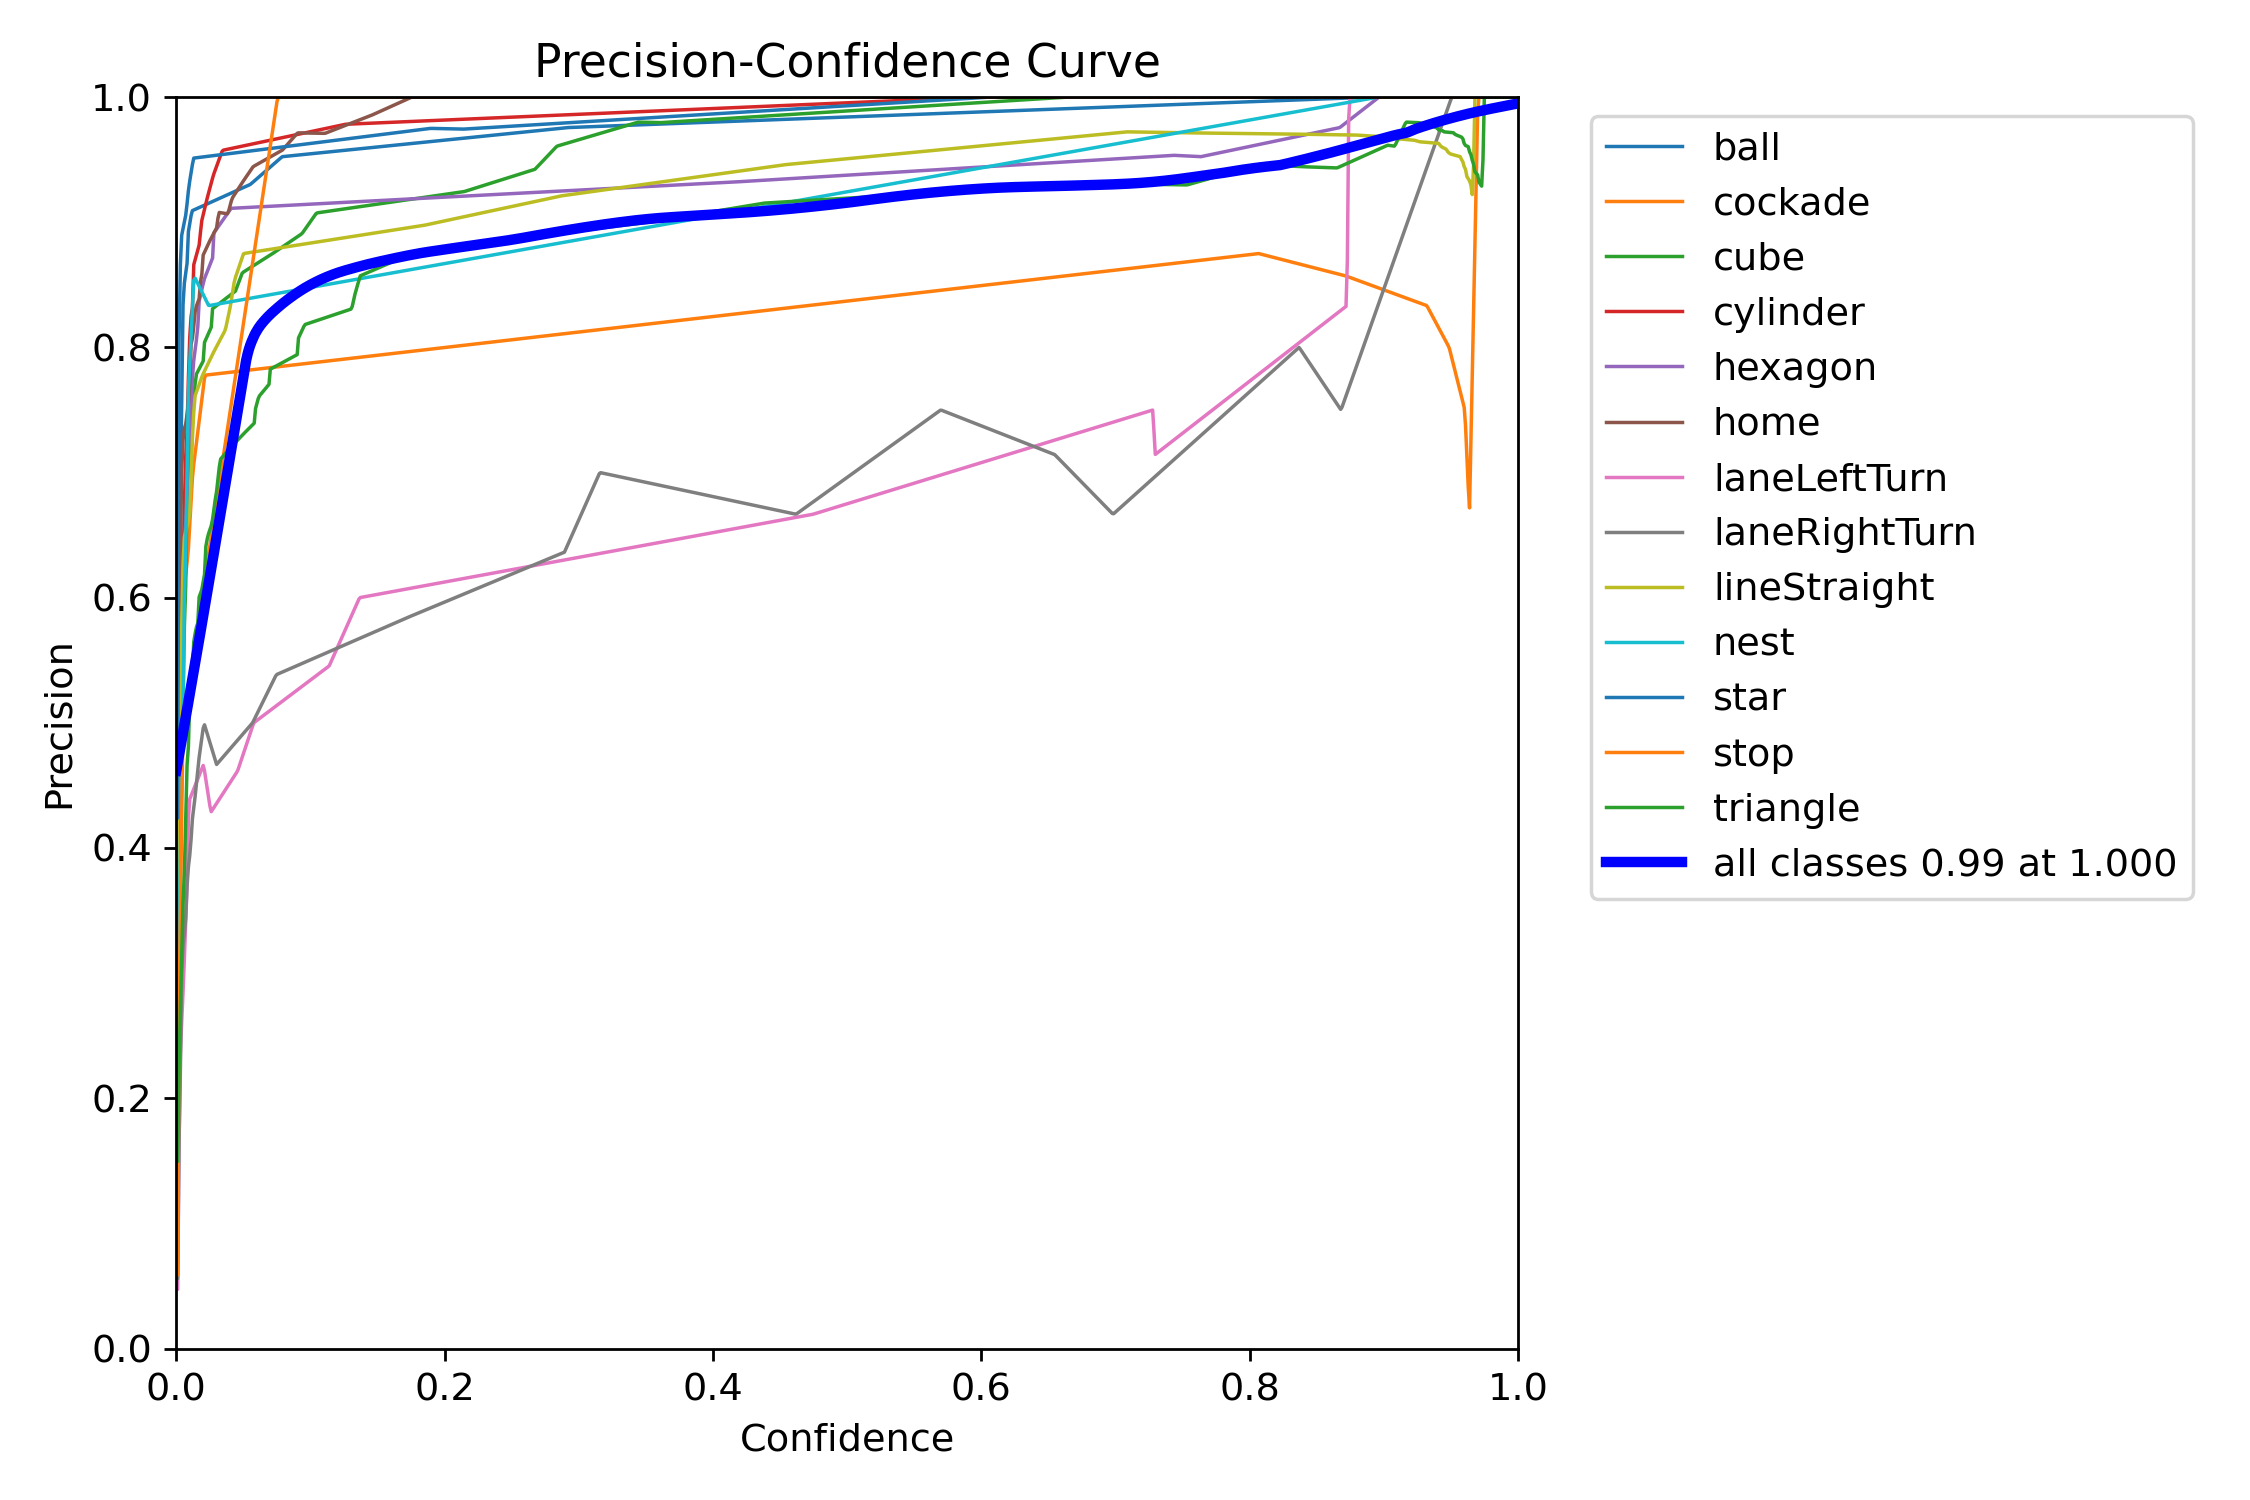 Precision-Confidence Curve
1.0
0.8
0.6
0.4
0.2
0.0
Precision
0.0 0.2 0.4 0.6 0.8 1.0
Confidence
ball
cockade
cube
cylinder
hexagon
home
laneLeftTurn
laneRightTurn
lineStraight
nest
star
stop
triangle
all classes 0.99 at 1.000